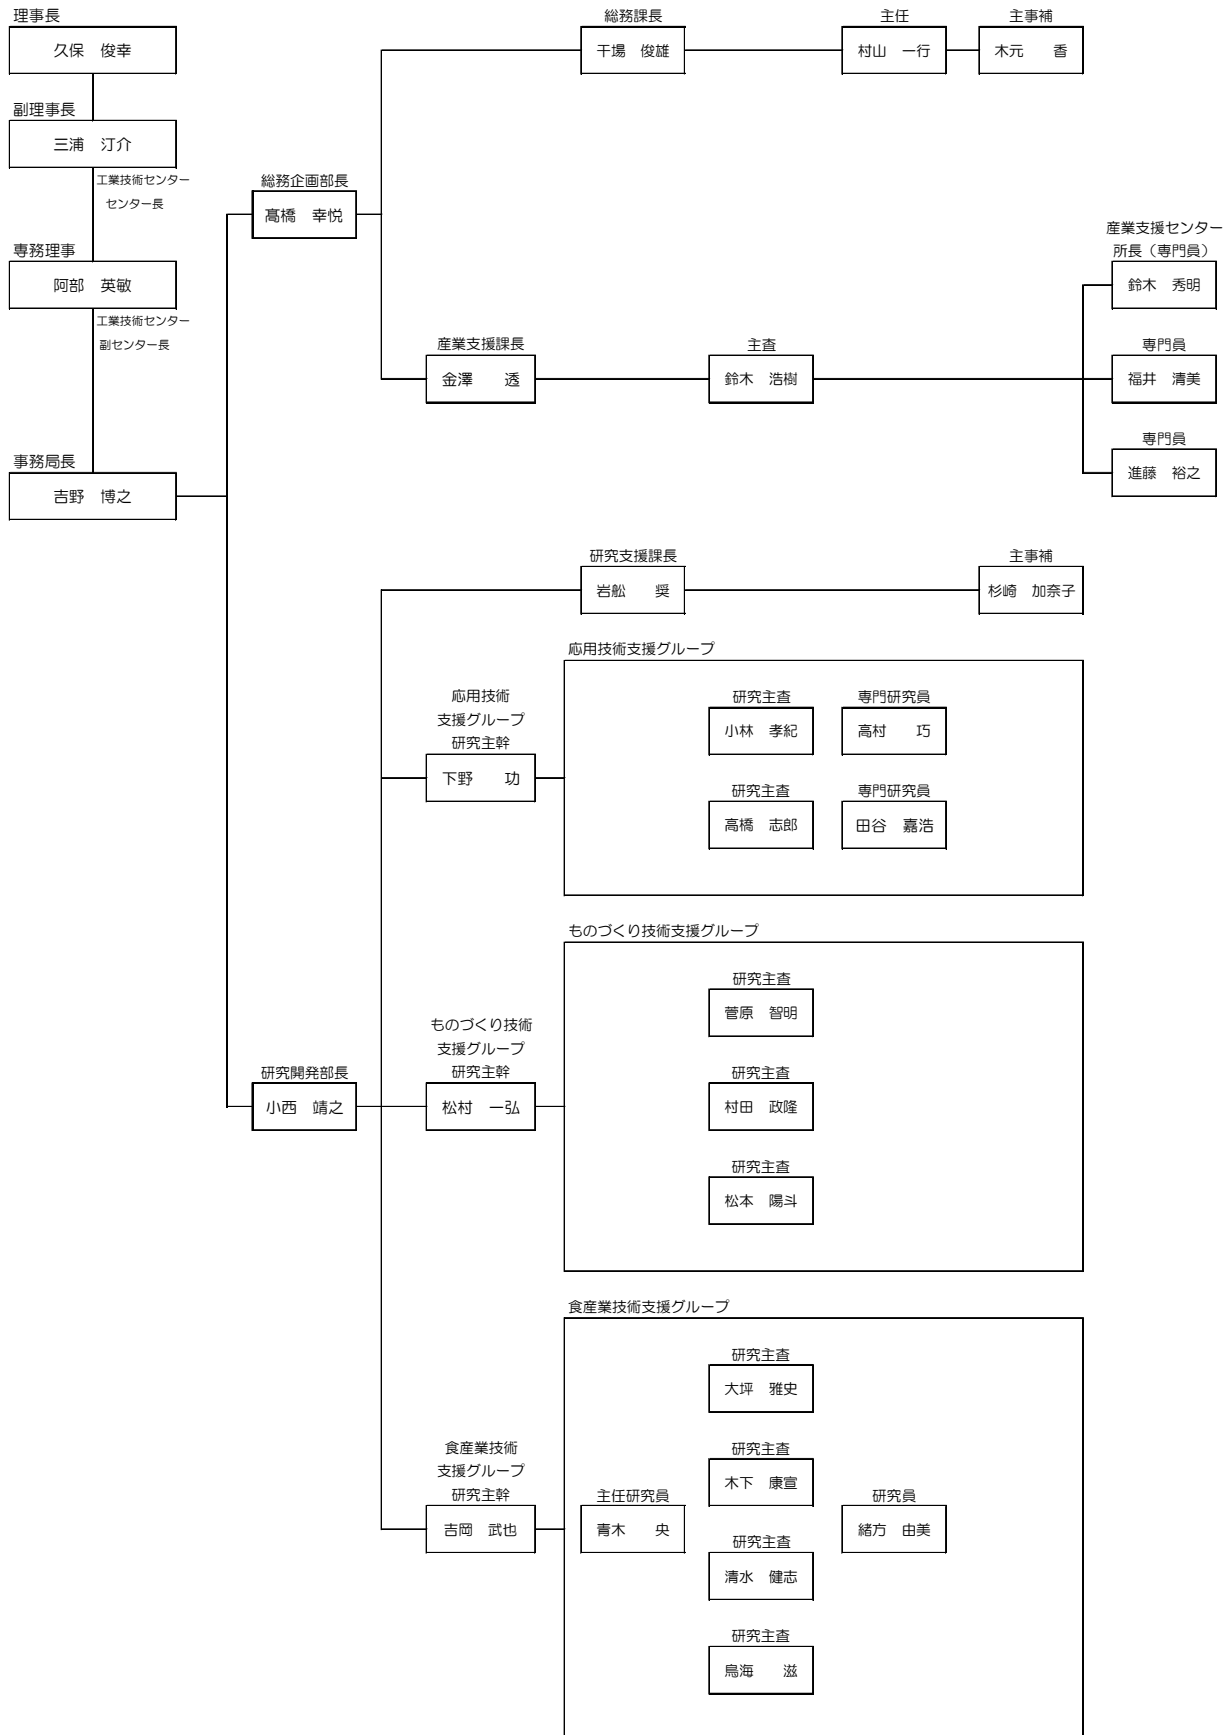 理事長
久保　俊幸
副理事長
三浦　汀介
工業技術センター
センター長
専務理事
阿部　英敏
工業技術センター
副センター長
事務局長
吉野　博之
総務企画部長
髙橋　幸悦
総務課長
干場　俊雄
主任
村山　一行
主事補
木元　香
産業支援課長
金澤　透
主査
鈴木　浩樹
産業支援センター
所長（専門員）
鈴木　秀明
専門員
福井　清美
専門員
進藤　裕之
研究開発部長
小西　靖之
研究支援課長
岩舩　奨
主事補
杉崎　加奈子
応用技術
支援グループ
研究主幹
下野　功
応用技術支援グループ
研究主査
小林　孝紀
専門研究員
高村　巧
研究主査
高橋　志郎
専門研究員
田谷　嘉浩
ものづくり技術
支援グループ
研究主幹
松村　一弘
ものづくり技術支援グループ
研究主査
菅原　智明
研究主査
村田　政隆
研究主査
松本　陽斗
食産業技術
支援グループ
研究主幹
吉岡　武也
食産業技術支援グループ
主任研究員
青木　央
研究主査
大坪　雅史
研究主査
木下　康宣
研究主査
清水　健志
研究主査
鳥海　滋
研究員
緒方　由美